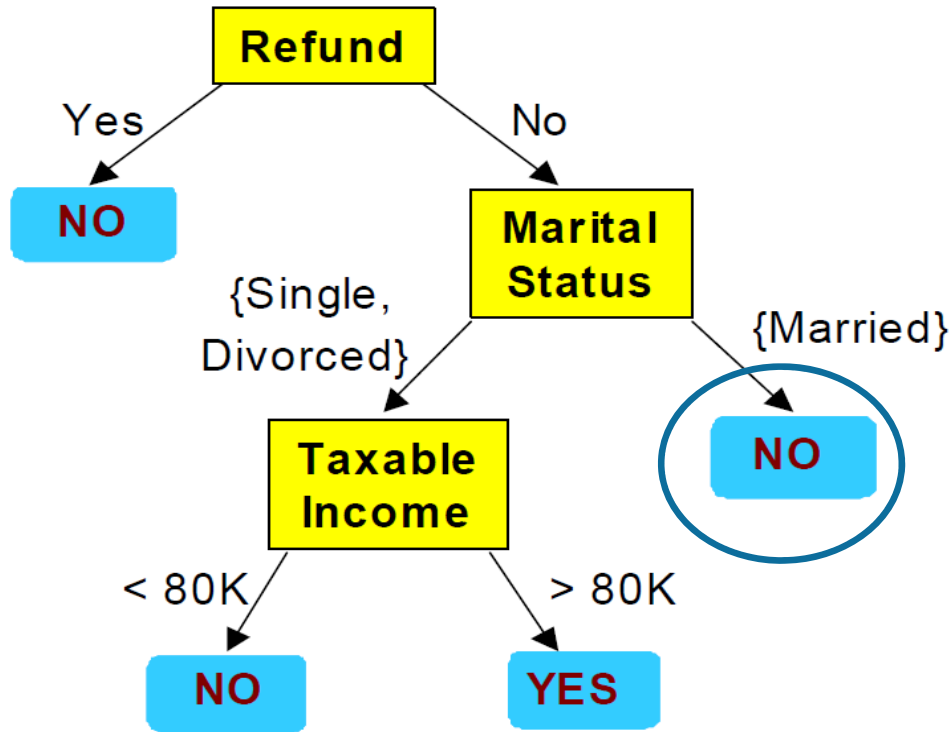 Refund
Yes
No
NO
Marital
Status
{Single,
Divorced}
{Married}
Taxable
Income
NO
< 80K
> 80K
NO
YES